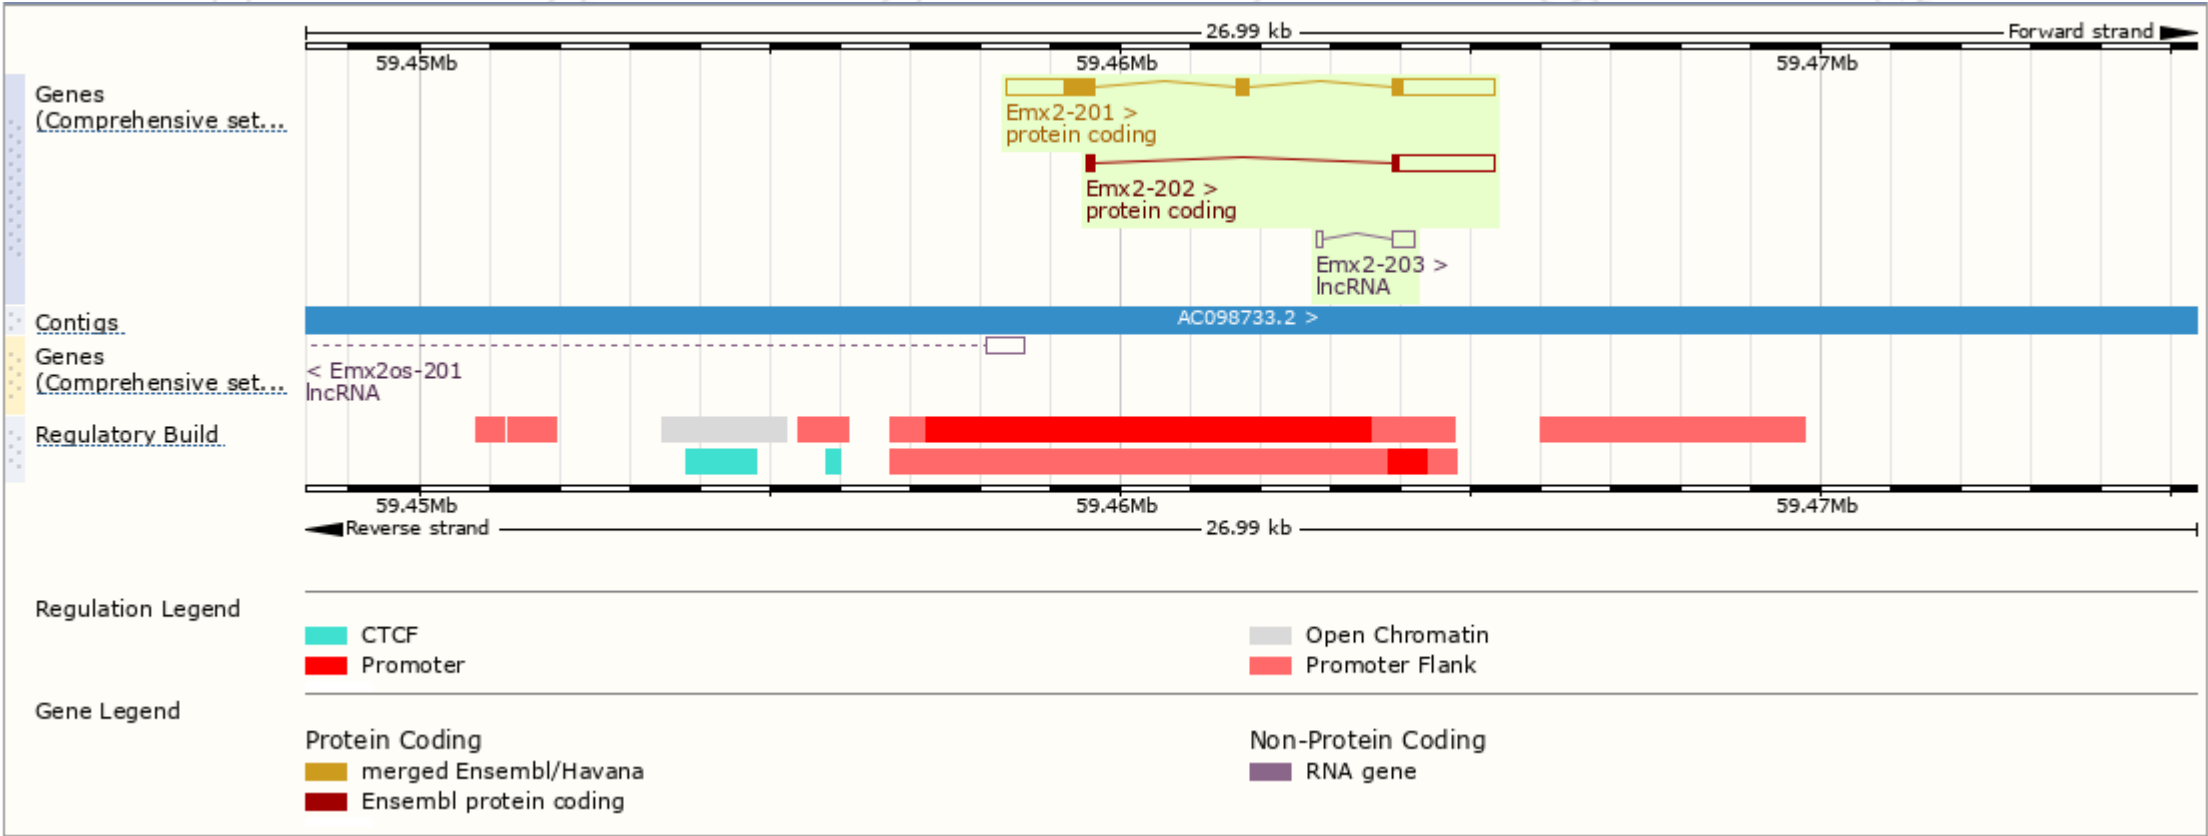 26.99 kb
Forward strand
59.45Mb
59.46Mb
59.47Mb
Genes
(Comprehensive set...
Emx2-201 >
protein coding
Emx2-202 >
protein coding
Emx2-203 >
lncRNA
Contigs
AC098733.2 >
Genes
(Comprehensive set...
< Emx2os-201
lncRNA
Regulatory Build
59.45Mb
59.46Mb
59.47Mb
Reverse strand
26.99 kb
Regulation Legend
CTCF
Open Chromatin
Promoter
Promoter Flank
Gene Legend
Protein Coding
Non-Protein Coding
merged Ensembl/Havana
RNA gene
Ensembl protein coding